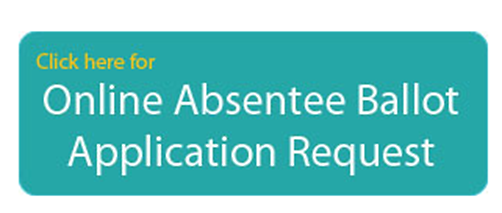 Click here for
Online Absentee Ballot
Application Request